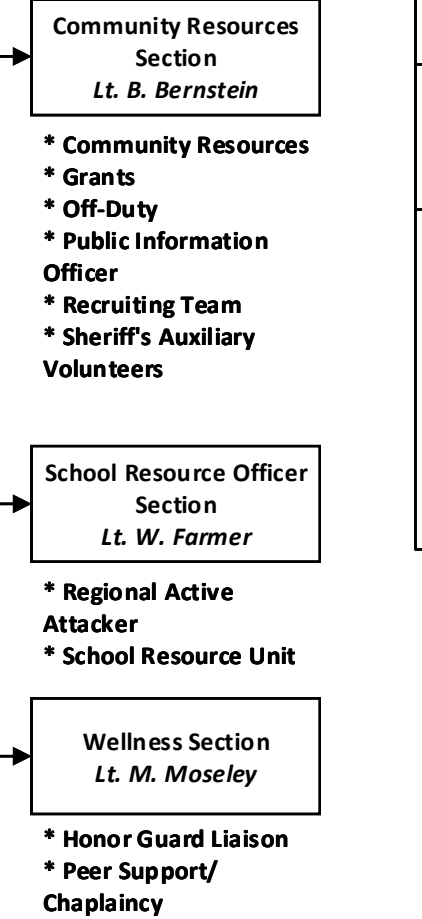 Community Resources
Section
Lt. B. Bernstein
* Community Resources
* Grants
* Off-Duty
* Public Information
Officer
* Recruiting Team
* Sheriff's Auxiliary
Volunteers
School Resource Officer
Section
Lt. W. Farmer
* Regional Active
Attacker
* School Resource Unit
Wellness Section
Lt. M. Moseley
* Honor Guard Liaison
* Peer Support/
Chaplaincy